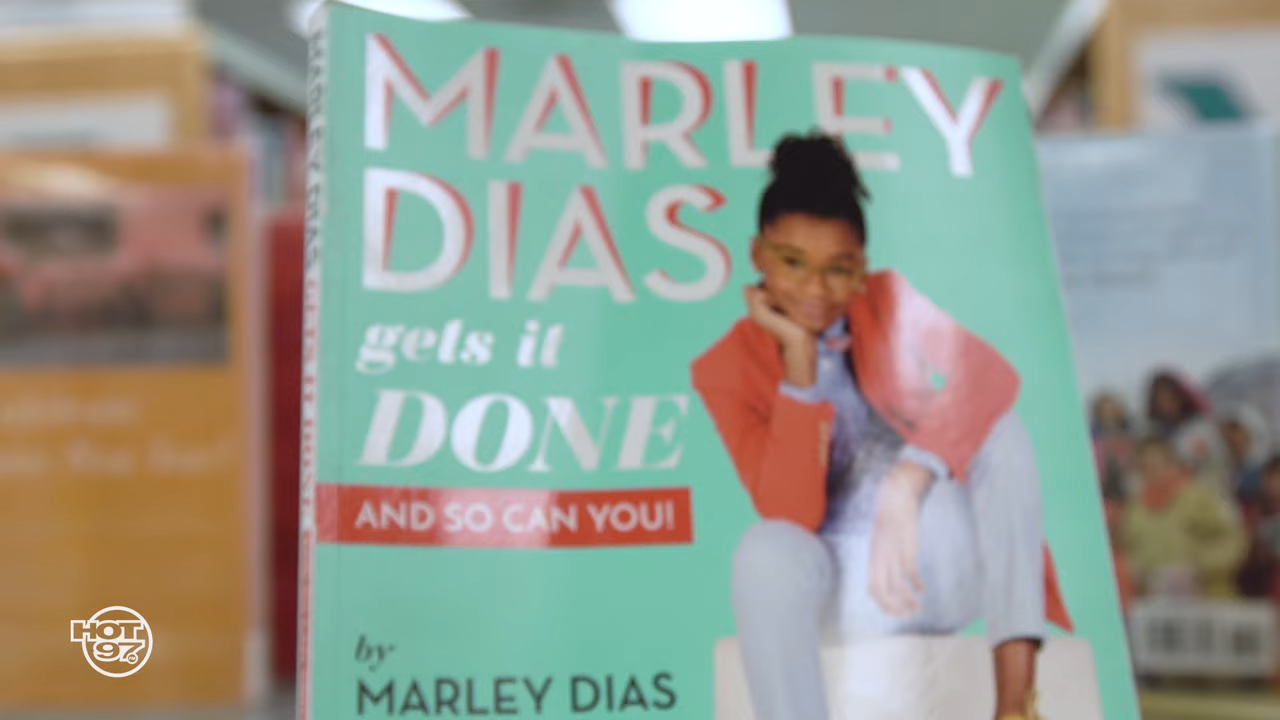 MARLEY
DIAS
gets it
DONE
AND SO CAN YOU!
by
MARLEY DIAS
HOT
97